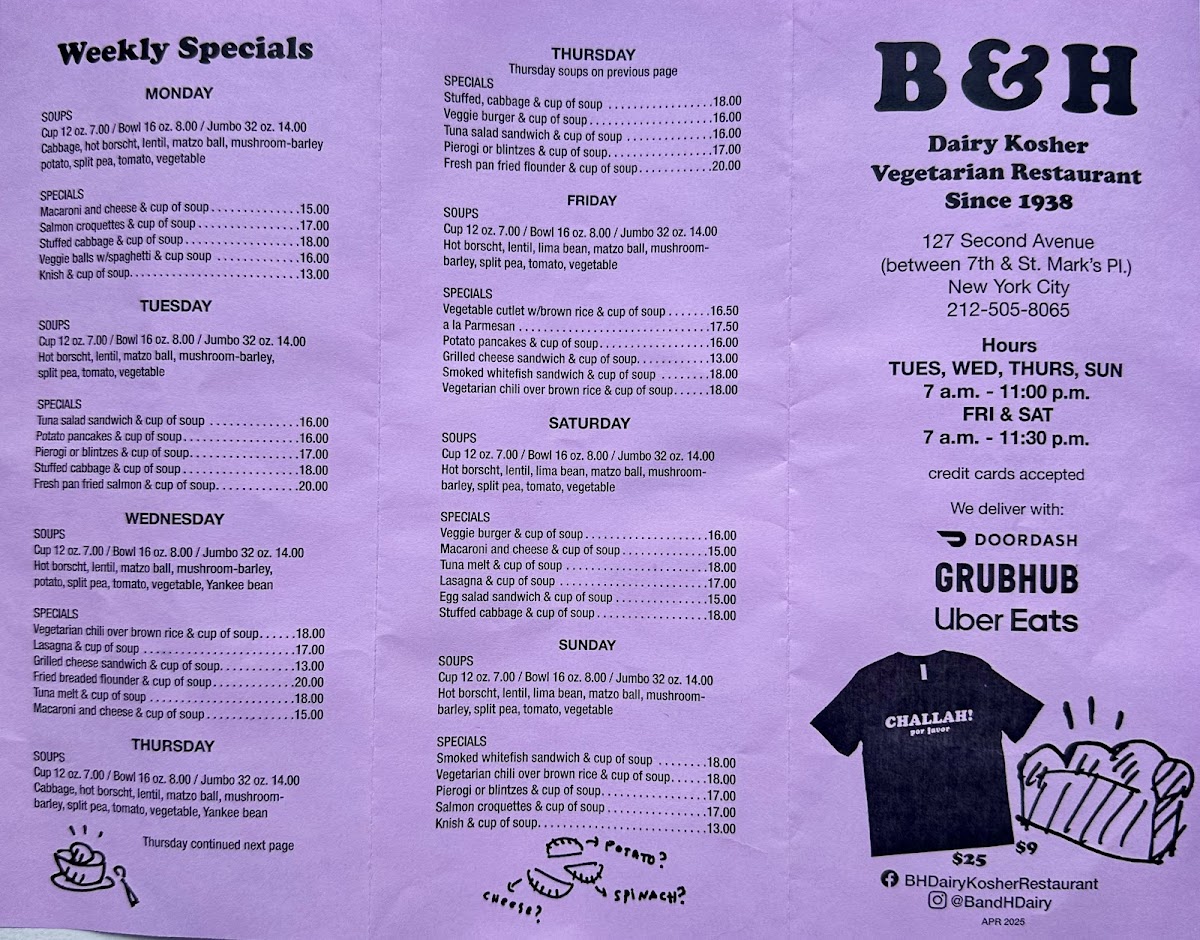 Weekly Specials
MONDAY
SOUPS
Cup 12 oz. 7.00 / Bowl 16 oz. 8.00 / Jumbo 32 oz. 14.00
Cabbage, hot borscht, lentil, matzo ball, mushroom-barley
potato, split pea, tomato, vegetable
SPECIALS
Macaroni and cheese & cup of soup.............15.00
Salmon croquettes & cup of soup...............17.00
Stuffed cabbage & cup of soup.................18.00
Veggie balls w/spaghetti & cup soup ............16.00
Knish & cup of soup.........................13.00
TUESDAY
SOUPS
Cup 12 oz. 7.00 / Bowl 16 oz. 8.00 / Jumbo 32 oz. 14.00
Hot borscht, lentil, matzo ball, mushroom-barley,
split pea, tomato, vegetable
SPECIALS
Tuna salad sandwich & cup of soup .............16.00
Potato pancakes & cup of soup.................16.00
Pierogi or blintzes & cup of soup................17.00
Stuffed cabbage & cup of soup.................18.00
Fresh pan fried salmon & cup of soup............20.00
WEDNESDAY
SOUPS
Cup 12 oz. 7.00 / Bowl 16 oz. 8.00 / Jumbo 32 oz. 14.00
Hot borscht, lentil, matzo ball, mushroom-barley,
potato, split pea, tomato, vegetable, Yankee bean
SPECIALS
Vegetarian chili over brown rice & cup of soup......18.00
Lasagna & cup of soup .......................17.00
Grilled cheese sandwich & cup of soup...........13.00
Fried breaded flounder & cup of soup............20.00
Tuna melt & cup of soup .....................18.00
Macaroni and cheese & cup of soup.............15.00
THURSDAY
SOUPS
Cup 12 oz. 7.00 / Bowl 16 oz. 8.00 / Jumbo 32 oz. 14.00
Cabbage, hot borscht, lentil, matzo ball, mushroom-
barley, split pea, tomato, vegetable, Yankee bean
Thursday continued next page
THURSDAY
Thursday soups on previous page
SPECIALS
Stuffed, cabbage & cup of soup ...............18.00
Veggie burger & cup of soup..................16.00
Tuna salad sandwich & cup of soup ............16.00
Pierogi or blintzes & cup of soup...............17.00
Fresh pan fried flounder & cup of soup...........20.00
FRIDAY
SOUPS
Cup 12 oz. 7.00 / Bowl 16 oz. 8.00 / Jumbo 32 oz. 14.00
Hot borscht, lentil, lima bean, matzo ball, mushroom-
barley, split pea, tomato, vegetable
SPECIALS
Vegetable cutlet w/brown rice & cup of soup .......16.50
a la Parmesan ............................17.50
Potato pancakes & cup of soup................16.00
Grilled cheese sandwich & cup of soup...........13.00
Smoked whitefish sandwich & cup of soup ........18.00
Vegetarian chili over brown rice & cup of soup......18.00
SATURDAY
SOUPS
Cup 12 oz. 7.00 / Bowl 16 oz. 8.00 / Jumbo 32 oz. 14.00
Hot borscht, lentil, lima bean, matzo ball, mushroom-
barley, split pea, tomato, vegetable
SPECIALS
Veggie burger & cup of soup..................16.00
Macaroni and cheese & cup of soup.............15.00
Tuna melt & cup of soup .....................18.00
Lasagna & cup of soup ......................17.00
Egg salad sandwich & cup of soup ..............15.00
Stuffed cabbage & cup of soup ................18.00
SUNDAY
SOUPS
Cup 12 oz. 7.00 / Bowl 16 oz. 8.00 / Jumbo 32 oz. 14.00
Hot borscht, lentil, lima bean, matzo ball, mushroom-
barley, split pea, tomato, vegetable
SPECIALS
Smoked whitefish sandwich & cup of soup .......18.00
Vegetarian chili over brown rice & cup of soup......18.00
Pierogi or blintzes & cup of soup................17.00
Salmon croquettes & cup of soup ...............17.00
Knish & cup of soup.........................13.00
POTATO?
SPINACH?
CHEESE?
B & H
Dairy Kosher
Vegetarian Restaurant
Since 1938
127 Second Avenue
(between 7th & St. Mark's Pl.)
New York City
212-505-8065
Hours
TUES, WED, THURS, SUN
7 a.m. - 11:00 p.m.
FRI & SAT
7 a.m. - 11:30 p.m.
credit cards accepted
We deliver with:
DOORDASH
GRUBHUB
Uber Eats
CHALLAH!
por favor
$25
$9
BHDairyKosherRestaurant
@BandHDairy
APR 2025